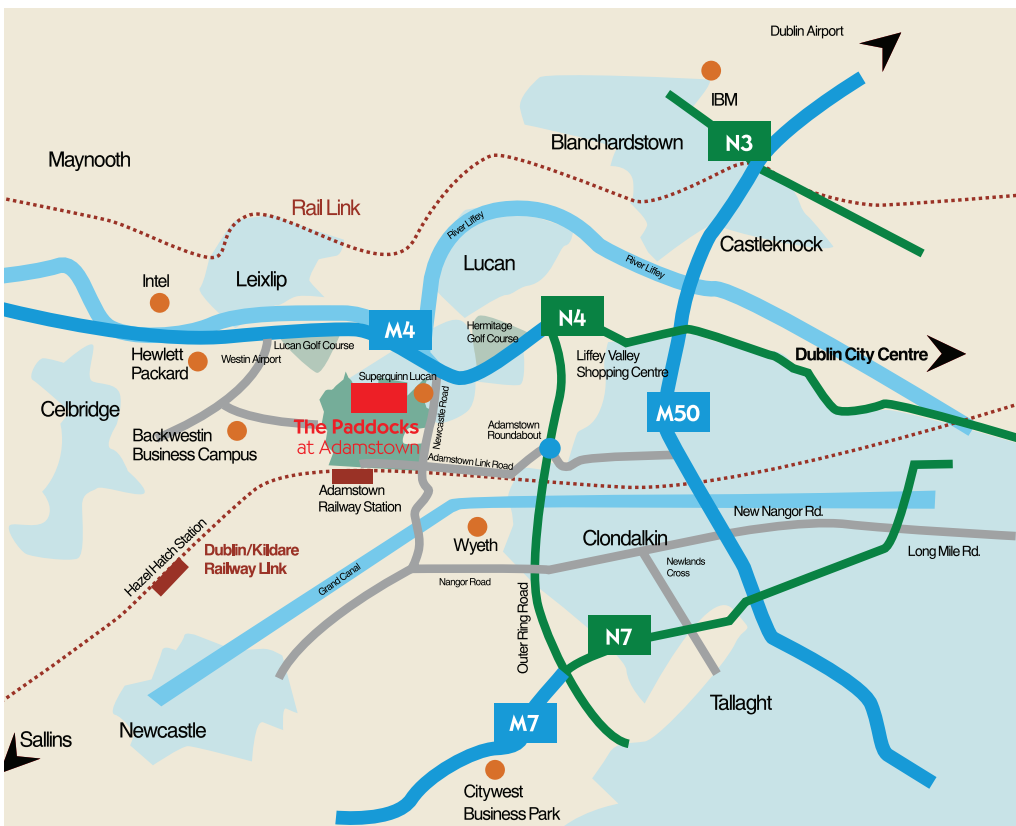 Dublin Airport
IBM
N3
Blanchardstown
Maynooth
Rail Link
River Liffey
Castleknock
Lucan
River Liffey
Leixlip
Intel
N4
M4
Hermitage
Golf Course
Lucan Golf Course
Westin Airport
Hewlett
Packard
Liffey Valley
Shopping Centre
Dublin City Centre
Superquinn Lucan
Celbridge
M50
Newcastle Road
The Paddocks
at Adamstown
Adamstown
Roundabout
Backwestin
Business Campus
Adamstown Link Road
Adamstown
Railway Station
New Nangor Rd.
Hazel Hatch Station
Dublin/Kildare
Railway LInk
Wyeth
Clondalkin
Long Mile Rd.
Newlands
Cross
Grand Canal
Nangor Road
Outer Ring Road
N7
Tallaght
M7
Newcastle
Sallins
Citywest
Business Park